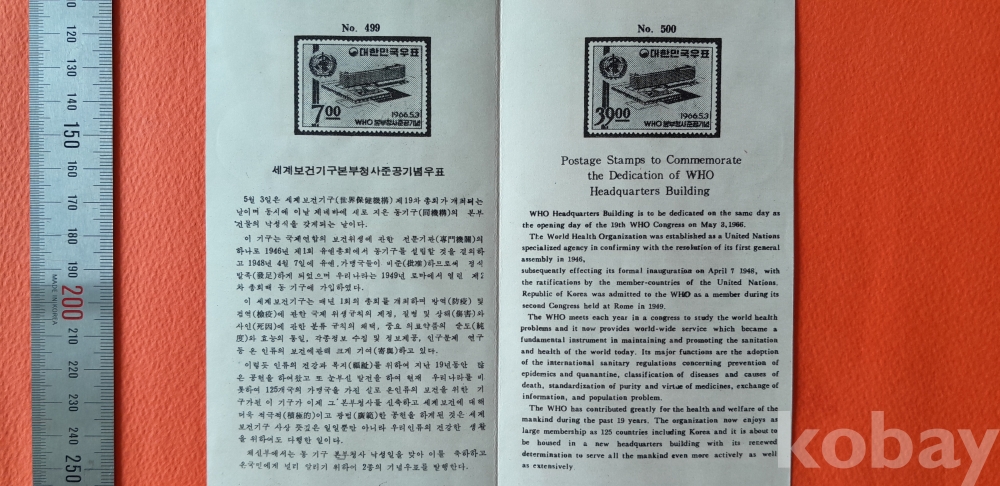 No. 499
대한민국우표
700
1966.5.3
WHO 본부청사준공기념
세계보건기구본부청사준공기념우표
5월 3일은 세계보건기구(世界保健機構) 제19차 총회가 개최되는
날이며 동시에 이날 제네바에 새로 지은 동기구(同機構)의 본부
건물의 낙성식을 갖게되는 날이다.
이 기구는 국제연합의 보건위생에 관한 전문기관(專門機關)의
하나로 1946년 제1회 유엔총회에서 동기구를 설립할 것을 결의하
고 1948년 4월 7일에 유엔.가맹국들이 비준(批准)하므로써 정식
발족(發足)하게 되었으며 우리나라는 1949년 로마에서 열린 제2
차 총회때 동 기구에 가입하였다.
이 세계보건기구는 매년 1회의 총회를 개최하며 방역(防疫) 및
검역(檢疫)에 관한 국제 위생규칙의 제정, 질병 및 상해(傷害)와
사인(死因)에 관한 분류 규칙의 채택, 중요 의료약품의 순도(純
度)와 효능의 통일, 각종정보 수집 및 정보제공, 인구문제 연구
등 온 인류의 보건에관해 크게 기여(寄與)하고 있다.
이렇듯 인류의 건강과 복지(福祉)를 위하여 지난 19년동안 많
은 공헌을 하여왔고 또 눈부신 발전을 하여 현재 우리나라를 비
롯하여 125개국의 가맹국을 가진 실로 온인류의 보건을 위한 기
구가된 이 기구가 이제 그 본부청사를 신축하고 세계보건에 대해
더욱 적극적(積極的)이고 광범(廣範)한 공헌을 하게된 것은 세계
보건기구 사상 뜻깊은 일일뿐만 아니라 우리인류의 건강한 생활
을 위하여도 다행한 일이다.
체신부에서는 동 기구 본부청사 낙성일을 맞아 이를 축하하고
온국민에게 널리 알리기 위하여 2종의 기념우표를 발행한다.
No. 500
대한민국우표
39.00
1966.5.3
WHO 본부청사준공기념
Postage Stamps to Commemorate
the Dedication of WHO
Headquarters Building
WHO Headquarters Building is to be dedicated on the same day as
the opening day of the 19th WHO Congress on May 3, 1966.
The World Health Organisation was established as a United Nations
specialized agency in confirminy with the resolution of its first general
assembly in 1946,
subsequently effecting its formal inauguration on April 7 1948, with
the ratifications by the member-countries of the United Nations.
Republic of Korea was admitted to the WHO as a member during its
second Congress held at Rome in 1949.
The WHO meets each year in a congress to study the world health
problems and it now provides world-wide service which became a
fundamental instrument in maintaining and promoting the sanitation
and health of the world today. Its major functions are the adoption
of the international sanitary regulations concerning prevention of
epidemics and quanantine, classification of diseases and causes of
death, standardization of purity and virtue of medicines, exchange of
information, and population problem.
The WHO has contributed greatly for the health and welfare of the
mankind during the past 19 years. The organization now enjoys as
large membership as 125 countries including Korea and it is about to
be housed in a new headquarters building with its renewed
determination to serve all the mankind even more actively as well
as extensively.
120
130
140
150
160
170
180
190
200
210
220
230
240
250
MADE IN KOREA
kobay